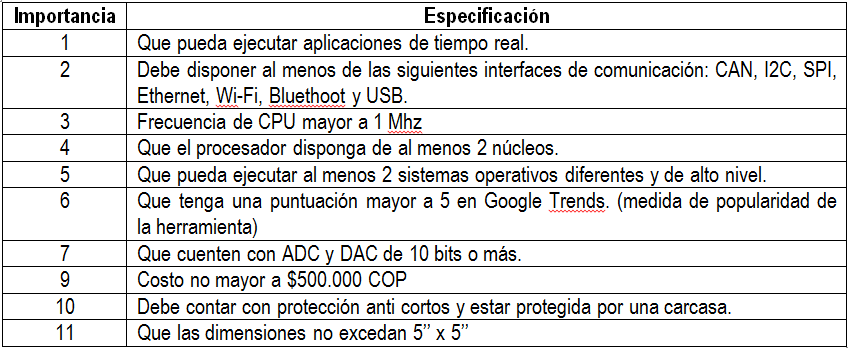 Importancia Especificación
1 Que pueda ejecutar aplicaciones de tiempo real.
2 Debe disponer al menos de las siguientes interfaces de comunicación: CAN, I2C, SPI,
Ethernet, Wi-Fi, Bluethoot y USB.
3 Frecuencia de CPU mayor a 1 Mhz
4 Que el procesador disponga de al menos 2 núcleos.
5 Que pueda ejecutar al menos 2 sistemas operativos diferentes y de alto nivel.
6 Que tenga una puntuación mayor a 5 en Google Trends. (medida de popularidad de
la herramienta)
7 Que cuenten con ADC y DAC de 10 bits o más.
9 Costo no mayor a $500.000 COP
10 Debe contar con protección anti cortos y estar protegida por una carcasa.
11 Que las dimensiones no excedan 5’’ x 5’’